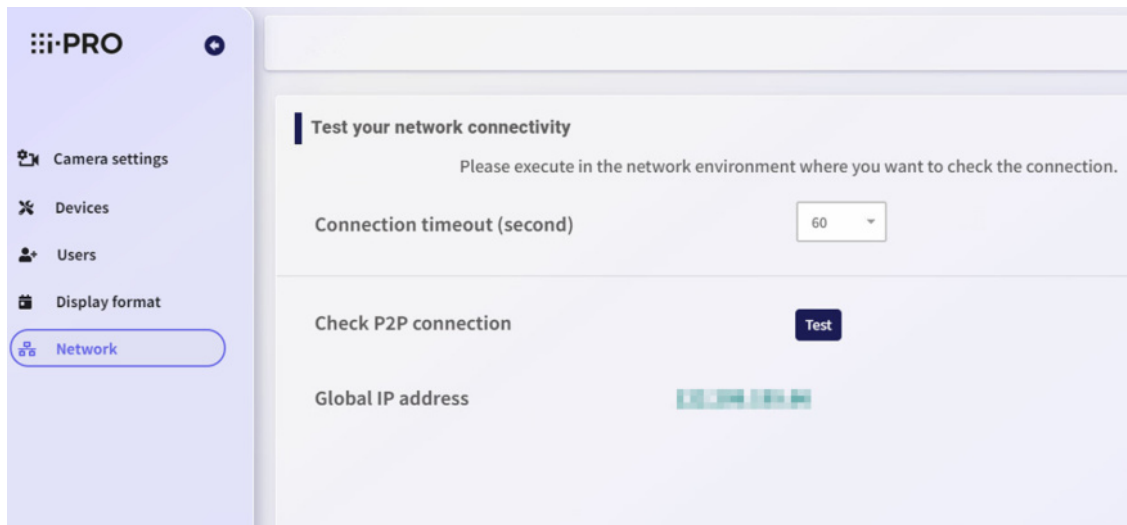 i-PRO
Camera settings
Devices
Users
Display format
Network
Test your network connectivity
Please execute in the network environment where you want to check the connection.
Connection timeout (second)
60
Check P2P connection
Test
Global IP address